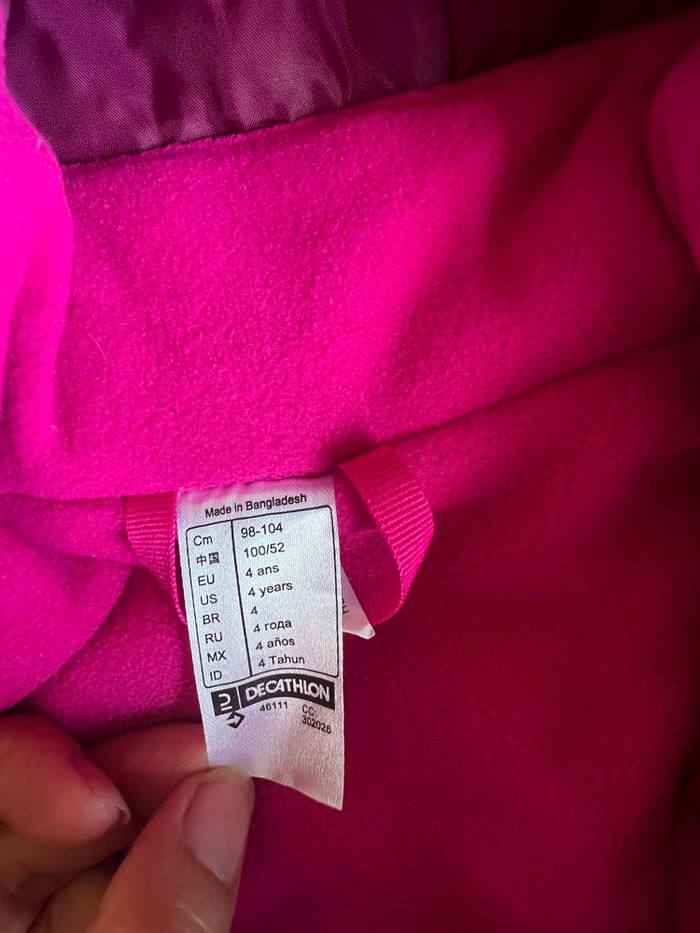 Made in Bangladesh
Cm 98-104
中国 100/52
EU 4 ans
US 4 years
BR 4
RU 4 года
MX 4 años
ID 4 Tahun
DECATHLON
46111 CC:
302026